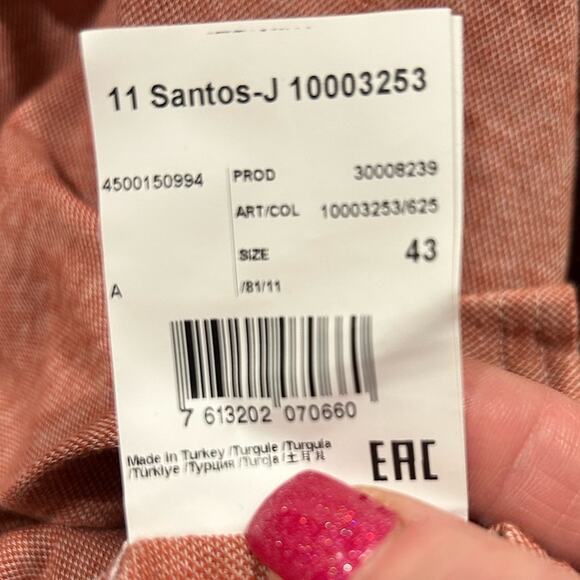 11 Santos-J 10003253
4500150994 PROD 30008239
ART/COL 10003253/625
SIZE 43
A /81/11
7 613202 070660
Made in Turkey /Turquie /Turquia
/Türkiye /Турция /Turcja /土耳其
EAC